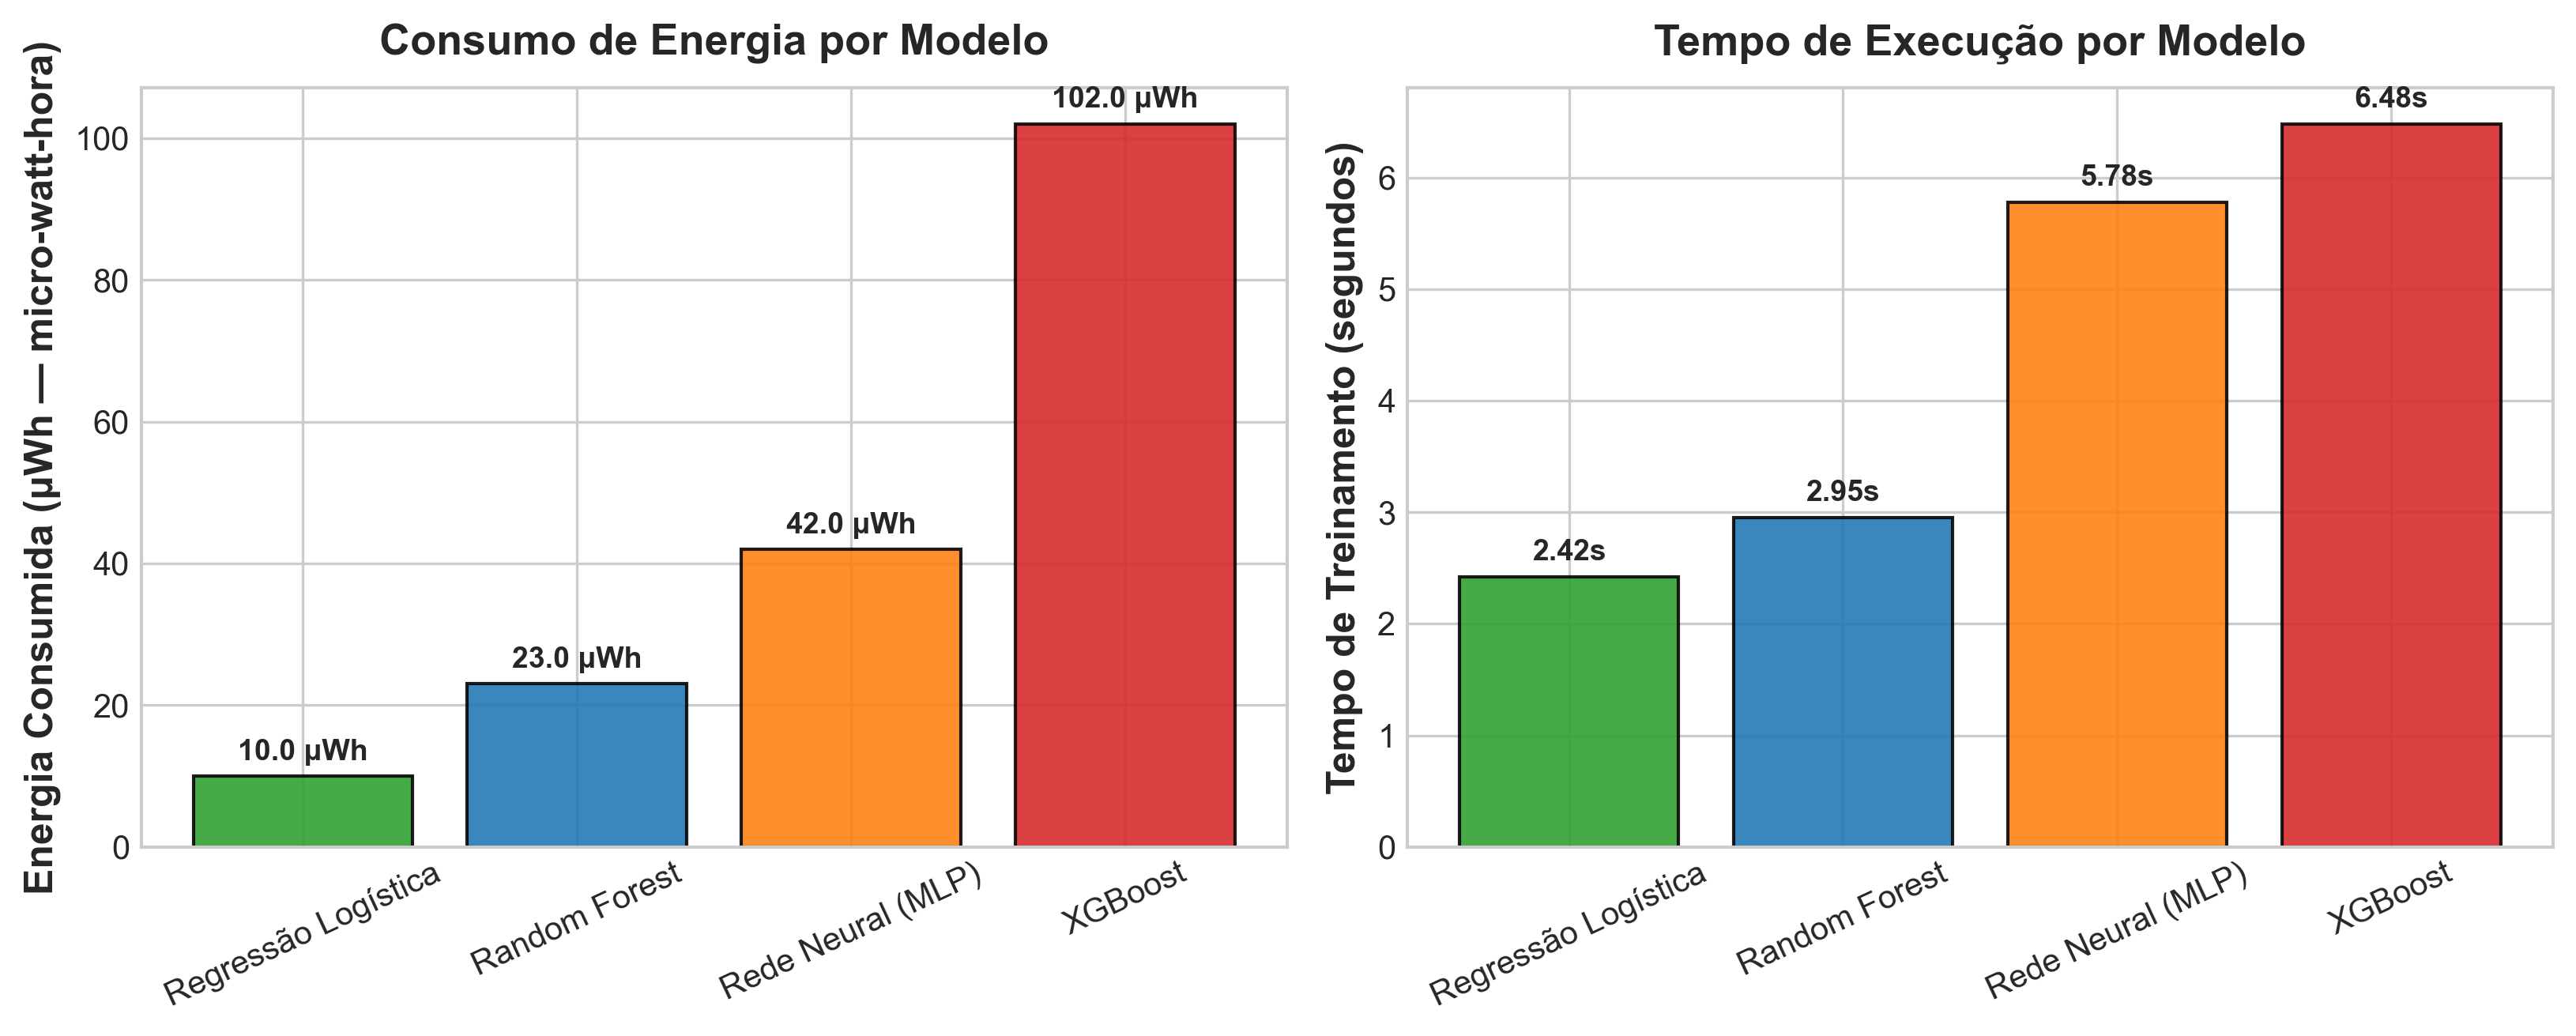 Consumo de Energia por Modelo
Energia Consumida (µWh — micro-watt-hora)
100
80
60
40
20
0
10.0 µWh
23.0 µWh
42.0 µWh
102.0 µWh
Regressão Logística
Random Forest
Rede Neural (MLP)
XGBoost
Tempo de Execução por Modelo
Tempo de Treinamento (segundos)
6
5
4
3
2
1
0
2.42s
2.95s
5.78s
6.48s
Regressão Logística
Random Forest
Rede Neural (MLP)
XGBoost